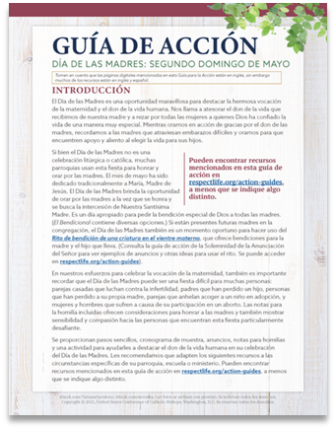 GUÍA DE ACCIÓN
DÍA DE LAS MADRES: SEGUNDO DOMINGO DE MAYO
Tomen en cuenta que las páginas digitales mencionadas en esta Guía para la Acción están en inglés, sin embargo
muchos de los recursos están en inglés y español.
INTRODUCCIÓN
El Día de las Madres es una oportunidad maravillosa para destacar la hermosa vocación
de la maternidad y el don de la vida humana. Nos llama a atesorar el don de la vida que
recibimos de nuestra madre y a rezar por todas las mujeres a quienes Dios ha confiado la
vida de una manera muy especial. Mientras oramos en acción de gracias por el don de las
madres, recordamos a las madres que atraviesan embarazos difíciles y oramos para que
encuentren apoyo y aliento al elegir la vida para sus hijos.
Si bien el Día de las Madres no es una
celebración litúrgica o católica, muchas
parroquias usan esta fiesta para honrar y
orar por las madres. El mes de mayo ha sido
dedicado tradicionalmente a María, Madre de
Jesús. El Día de las Madres brinda la oportunidad
de orar por las madres a la vez que se honra y
se busca la intercesión de Nuestra Santísima
Pueden encontrar recursos
mencionados en esta guía de
acción en
respectlife.org/action-guides,
a menos que se indique algo
distinto.
Madre. Es un día apropiado para pedir la bendición especial de Dios a todas las madres.
(El Bendicional contiene diversas opciones.) Si están presentes futuras madres en la
congregación, el Día de las Madres también es un momento oportuno para hacer uso del
Rito de bendición de una criatura en el vientre materno, que ofrece bendiciones para la
madre y el hijo que lleva. (Consulta la guía de acción de la Solemnidad de la Anunciación
del Señor para ver ejemplos de anuncios y otras ideas para usar el rito. Se puede acceder
en respectlife.org/action-guides).
En nuestros esfuerzos para celebrar la vocación de la maternidad, también es importante
recordar que el Día de las Madres puede ser una fiesta difícil para muchas personas:
parejas casadas que luchan contra la infertilidad, padres que han perdido un hijo, personas
que han perdido a su propia madre, parejas que anhelan acoger a un niño en adopción, y
mujeres y hombres que sufren a causa de su participación en un aborto. Las notas para
la homilía incluidas ofrecen consideraciones para honrar a las madres y también mostrar
sensibilidad y compasión hacia las personas que encuentran esta fiesta particularmente
desafiante.
Se proporcionan pasos sencillos, cronograma de muestra, anuncios, notas para homilías
y una actividad para ayudarles a destacar el don de la vida humana en su celebración
del Día de las Madres. Les recomendamos que adapten los siguientes recursos a las
circunstancias específicas de su parroquia, escuela o ministerio. Pueden encontrar
recursos mencionados en esta guía de acción en respectlife.org/action-guides, a menos
que se indique algo distinto.